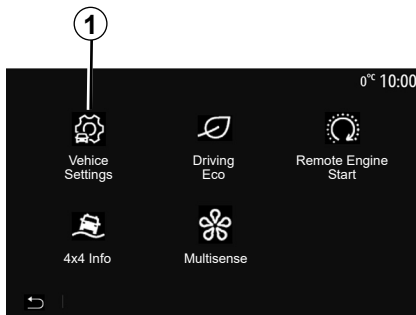 1
0°C 10:00
Vehice
Settings
Driving
Eco
Remote Engine
Start
4x4 Info
Multisense